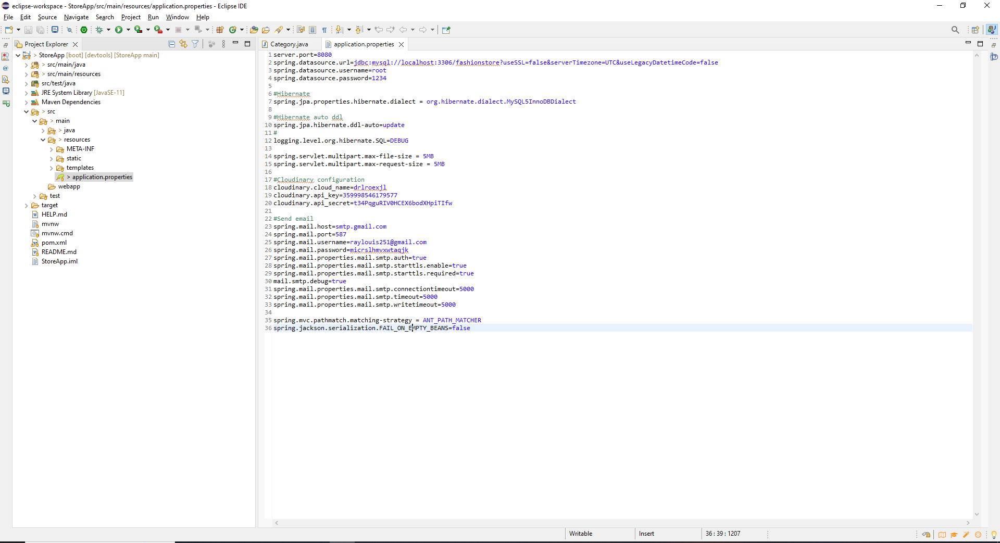 eclipse-workspace - StoreApp/src/main/resources/application.properties - Eclipse IDE
File Edit Source Navigate Search Project Run Window Help
Project Explorer
Category.java application.properties
> StoreApp [boot] [devtools] [StoreApp main]
> src/main/java
> src/main/resources
src/test/java
JRE System Library [JavaSE-11]
Maven Dependencies
> src
> main
> java
> resources
META-INF
static
templates
> application.properties
webapp
test
target
HELP.md
mvnw
mvnw.cmd
pom.xml
README.md
StoreApp.iml
1 server.port=8080
2 spring.datasource.url=jdbc:mysql://localhost:3306/fashionstore?useSSL=false&serverTimezone=UTC&useLegacyDatetimeCode=false
3 spring.datasource.username=root
4 spring.datasource.password=1234
5
6 #Hibernate
7 spring.jpa.properties.hibernate.dialect = org.hibernate.dialect.MySQL5InnoDBDialect
8
9 #Hibernate auto ddl
10 spring.jpa.hibernate.ddl-auto=update
11 #
12 logging.level.org.hibernate.SQL=DEBUG
13
14 spring.servlet.multipart.max-file-size = 5MB
15 spring.servlet.multipart.max-request-size = 5MB
16
17 #Cloudinary configuration
18 cloudinary.cloud_name=drlroexjl
19 cloudinary.api_key=359998546179577
20 cloudinary.api_secret=t34PqguRIV0HCEX6bodXHpiTIfw
21
22 #Send email
23 spring.mail.host=smtp.gmail.com
24 spring.mail.port=587
25 spring.mail.username=raylouis251@gmail.com
26 spring.mail.password=micrslhmvxwtaqjk
27 spring.mail.properties.mail.smtp.auth=true
28 spring.mail.properties.mail.smtp.starttls.enable=true
29 spring.mail.properties.mail.smtp.starttls.required=true
30 mail.smtp.debug=true
31 spring.mail.properties.mail.smtp.connectiontimeout=5000
32 spring.mail.properties.mail.smtp.timeout=5000
33 spring.mail.properties.mail.smtp.writetimeout=5000
34
35 spring.mvc.pathmatch.matching-strategy = ANT_PATH_MATCHER
36 spring.jackson.serialization.FAIL_ON_EMPTY_BEANS=false
Writable Insert 36 : 39 : 1207